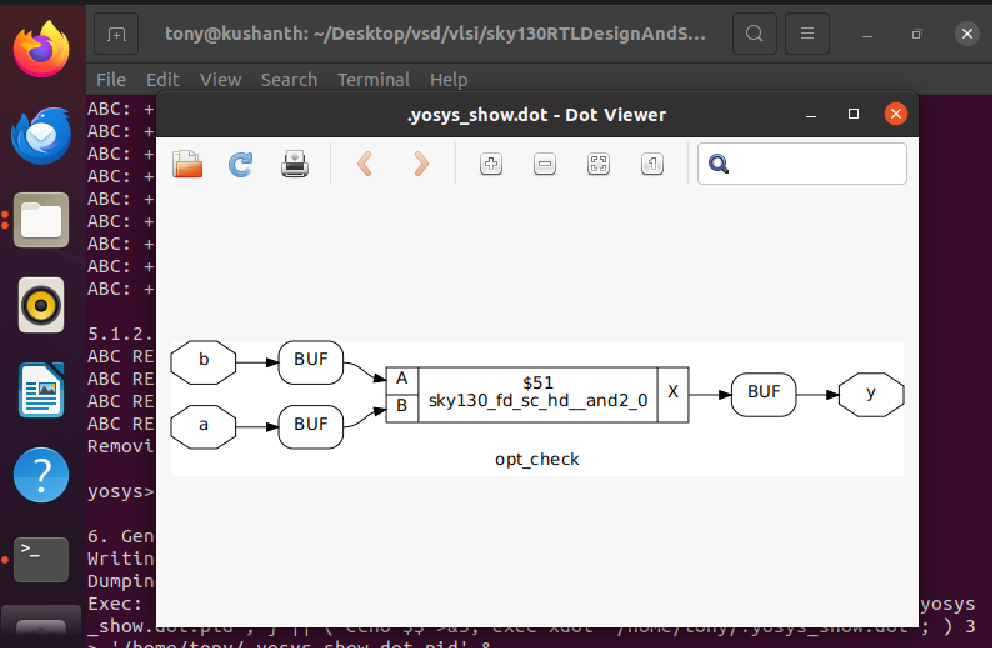 tony@kushanth: ~/Desktop/vsd/vlsi/sky130RTLDesignAndS...
File Edit View Search Terminal Help
.yosys_show.dot - Dot Viewer
ABC: +
ABC: +
ABC: +
ABC: +
ABC: +
ABC: +
ABC: +
ABC: +
ABC: +
5.1.2.
ABC RE
ABC RE
ABC RE
ABC RE
Removi
yosys>
6. Gen
Writin
Dumpin
Exec:
yosys
_show.dot.pid'; } || ( echo $$ >&3; exec xdot '/home/tony/.yosys_show.dot'; ) 3
> '/home/tony/.yosys_show.dot.pid' &
b
BUF
a
BUF
A
B
$51
sky130_fd_sc_hd__and2_0
X
BUF
y
opt_check